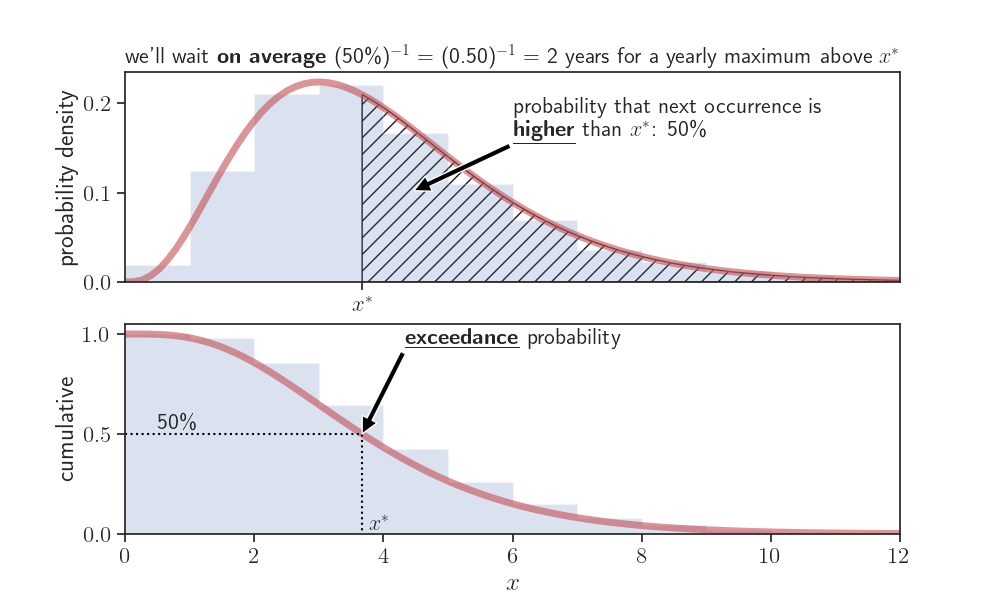 we'll wait on average (50%)⁻¹ = (0.50)⁻¹ = 2 years for a yearly maximum above x*
probability density
0.2
0.1
0.0
probability that next occurrence is
higher than x*: 50%
x*
cumulative
1.0
0.5
0.0
exceedance probability
50%
x*
0 2 4 6 8 10 12
x